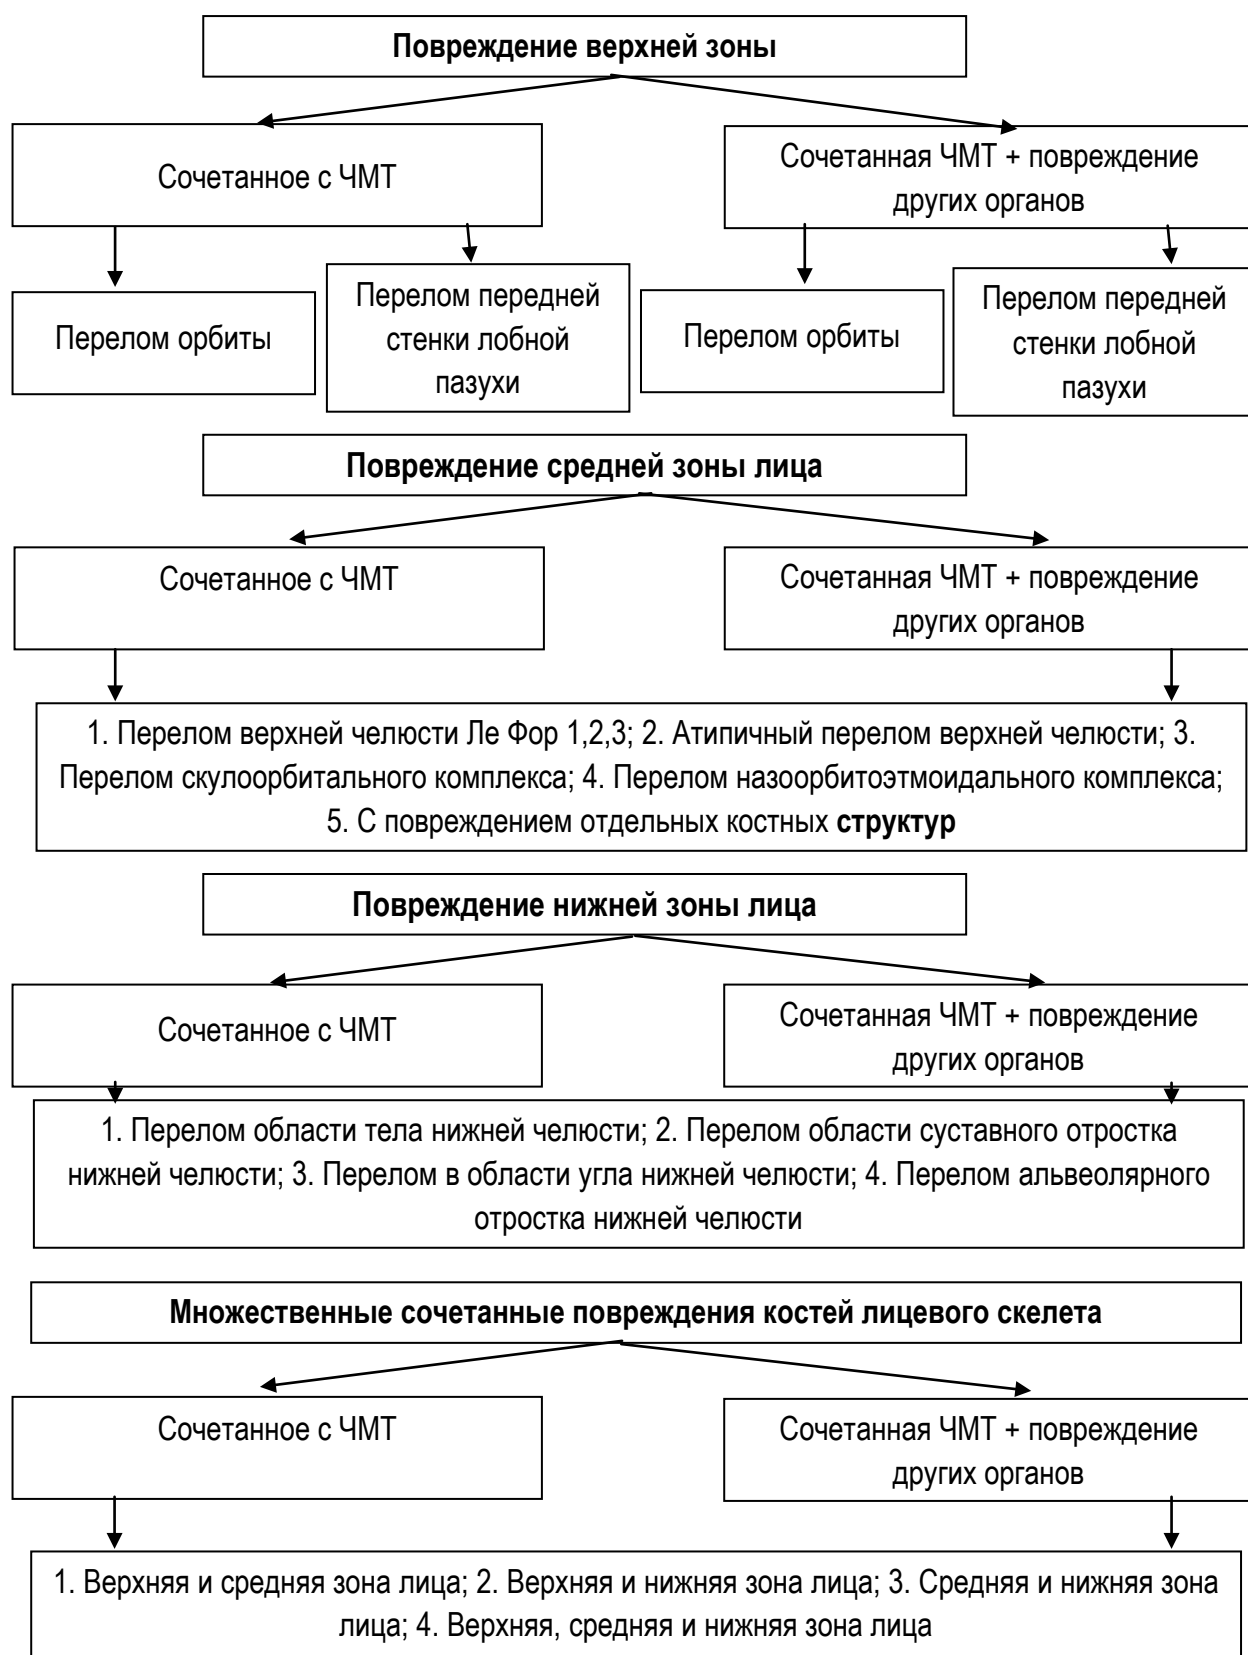 Повреждение верхней зоны
Сочетанное с ЧМТ
Сочетанная ЧМТ + повреждение
других органов
Перелом орбиты
Перелом передней
стенки лобной
пазухи
Перелом орбиты
Перелом передней
стенки лобной
пазухи
Повреждение средней зоны лица
Сочетанное с ЧМТ
Сочетанная ЧМТ + повреждение
других органов
1. Перелом верхней челюсти Ле Фор 1,2,3; 2. Атипичный перелом верхней челюсти; 3.
Перелом скулоорбитального комплекса; 4. Перелом назоорбитоэтмоидального комплекса;
5. С повреждением отдельных костных структур
Повреждение нижней зоны лица
Сочетанное с ЧМТ
Сочетанная ЧМТ + повреждение
других органов
1. Перелом области тела нижней челюсти; 2. Перелом области суставного отростка
нижней челюсти; 3. Перелом в области угла нижней челюсти; 4. Перелом альвеолярного
отростка нижней челюсти
Множественные сочетанные повреждения костей лицевого скелета
Сочетанное с ЧМТ
Сочетанная ЧМТ + повреждение
других органов
1. Верхняя и средняя зона лица; 2. Верхняя и нижняя зона лица; 3. Средняя и нижняя зона
лица; 4. Верхняя, средняя и нижняя зона лица